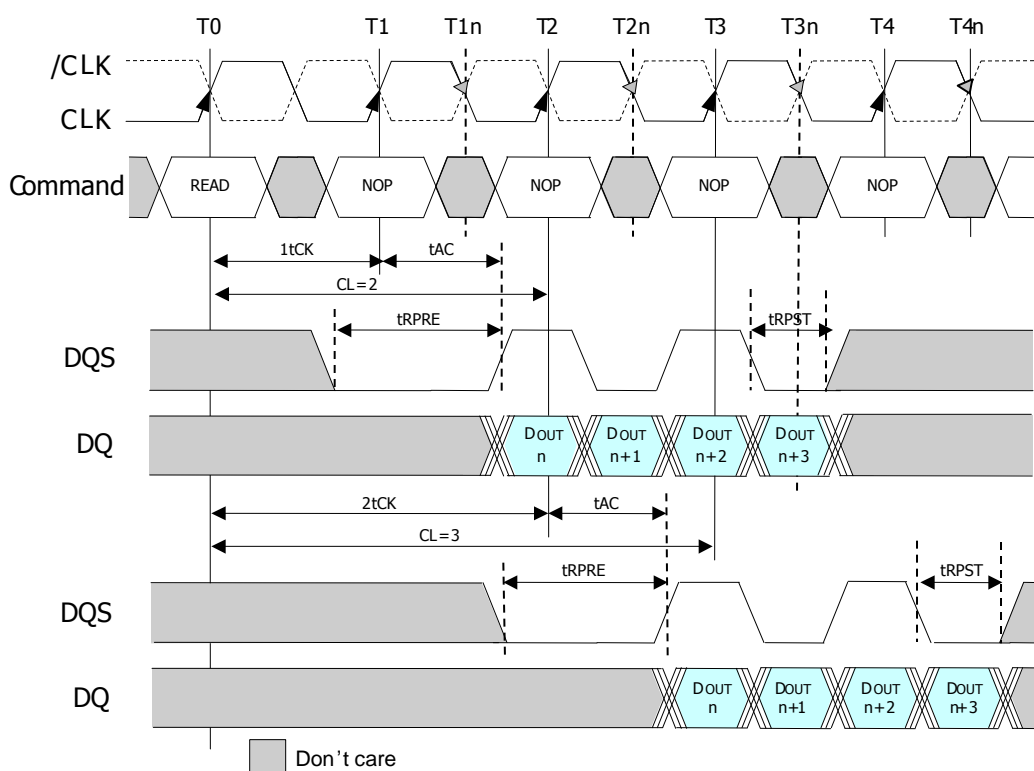 T0 T1 T1n T2 T2n T3 T3n T4 T4n
/CLK
CLK
Command READ NOP NOP NOP NOP
1tCK tAC
CL=2
tRPRE tRPST
DQS
DQ
DOUT n
DOUT n+1
DOUT n+2
DOUT n+3
2tCK tAC
CL=3
tRPRE tRPST
DQS
DQ
DOUT n
DOUT n+1
DOUT n+2
DOUT n+3
Don't care